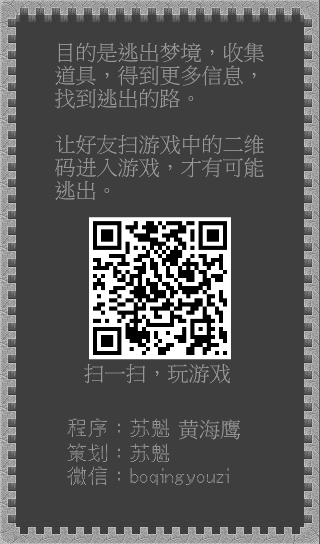 目的是逃出梦境，收集
道具，得到更多信息，
找到逃出的路。
让好友扫游戏中的二维
码进入游戏，才有可能
逃出。
扫一扫，玩游戏
程序：苏魁 黄海鹰
策划：苏魁
微信：boqingyouzi